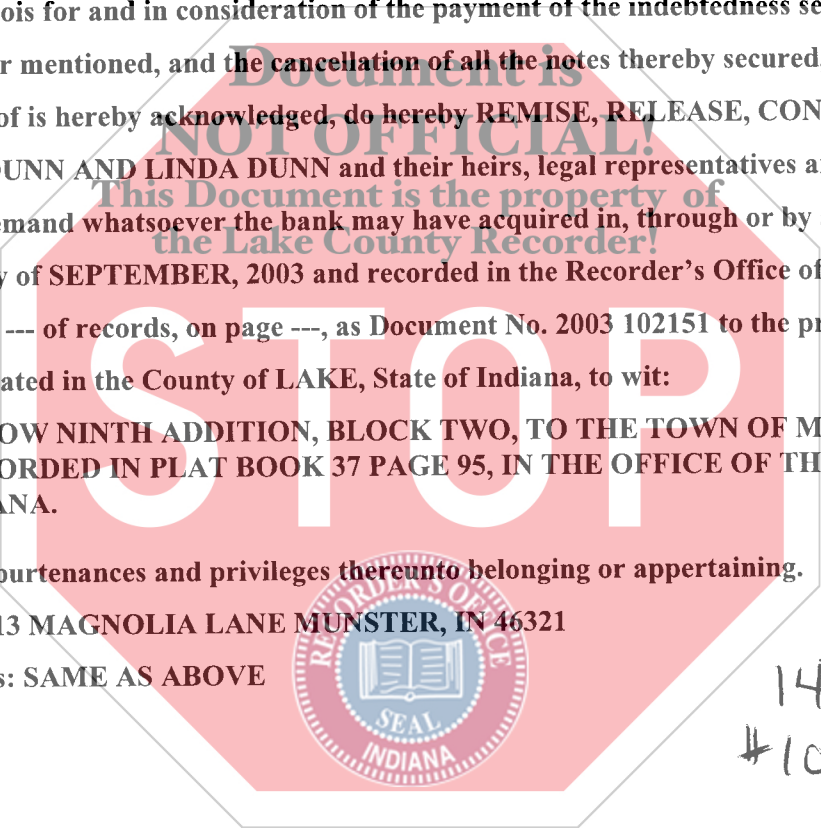 ois for and in consideration of the payment of the indebtedness se
Document is
r mentioned, and the cancellation of all the notes thereby secured
of is hereby acknowledged, do hereby REMISE, RELEASE, CON
NOT OFFICIAL!
DUNN AND LINDA DUNN and their heirs, legal representatives a
This Document is the property of
emand whatsoever the bank may have acquired in, through or by
the Lake County Recorder!
y of SEPTEMBER, 2003 and recorded in the Recorder's Office of
--- of records, on page ---, as Document No. 2003 102151 to the pr
ated in the County of LAKE, State of Indiana, to wit:
STOP
OW NINTH ADDITION, BLOCK TWO, TO THE TOWN OF M
ORDED IN PLAT BOOK 37 PAGE 95, IN THE OFFICE OF TH
ANA.
ourtenances and privileges thereunto belonging or appertaining.
13 MAGNOLIA LANE MUNSTER, IN 46321
s: SAME AS ABOVE
RECORDER'S OFFICE
SEAL
INDIANA
14
#10